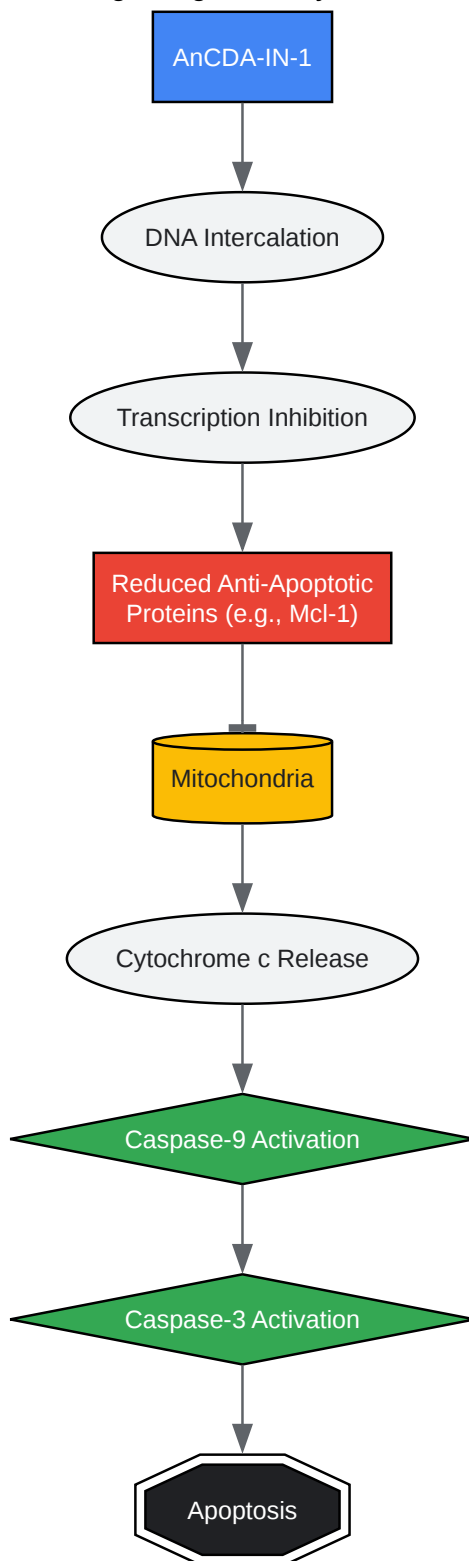 AnCDA-IN-1
DNA Intercalation
Transcription Inhibition
Reduced Anti-Apoptotic
Proteins (e.g., Mcl-1)
Mitochondria
Cytochrome c Release
Caspase-9 Activation
Caspase-3 Activation
Apoptosis